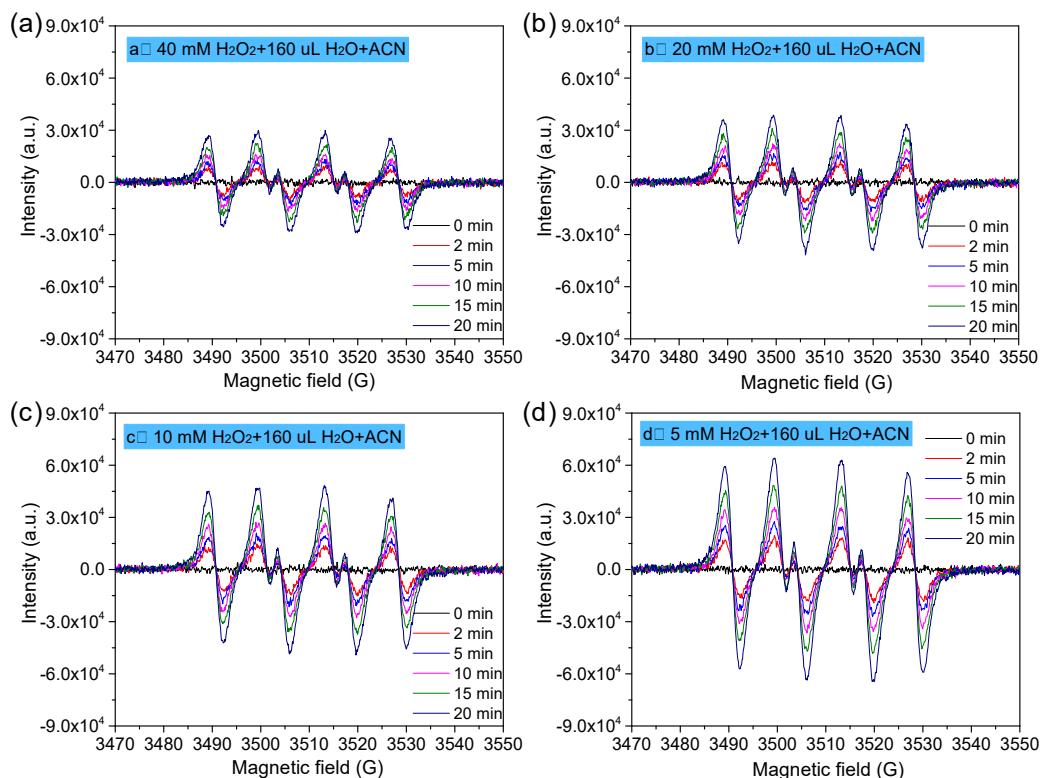 (a)
a□ 40 mM H₂O₂+160 uL H₂O+ACN
9.0x10⁴
6.0x10⁴
3.0x10⁴
0.0
-3.0x10⁴
-6.0x10⁴
-9.0x10⁴
Intensity (a.u.)
0 min
2 min
5 min
10 min
15 min
20 min
3470 3480 3490 3500 3510 3520 3530 3540 3550
Magnetic field (G)
(b)
b□ 20 mM H₂O₂+160 uL H₂O+ACN
9.0x10⁴
6.0x10⁴
3.0x10⁴
0.0
-3.0x10⁴
-6.0x10⁴
-9.0x10⁴
Intensity (a.u.)
0 min
2 min
5 min
10 min
15 min
20 min
3470 3480 3490 3500 3510 3520 3530 3540 3550
Magnetic field (G)
(c)
c□ 10 mM H₂O₂+160 uL H₂O+ACN
9.0x10⁴
6.0x10⁴
3.0x10⁴
0.0
-3.0x10⁴
-6.0x10⁴
-9.0x10⁴
Intensity (a.u.)
0 min
2 min
5 min
10 min
15 min
20 min
3470 3480 3490 3500 3510 3520 3530 3540 3550
Magnetic field (G)
(d)
d□ 5 mM H₂O₂+160 uL H₂O+ACN
9.0x10⁴
6.0x10⁴
3.0x10⁴
0.0
-3.0x10⁴
-6.0x10⁴
-9.0x10⁴
Intensity (a.u.)
0 min
2 min
5 min
10 min
15 min
20 min
3470 3480 3490 3500 3510 3520 3530 3540 3550
Magnetic field (G)